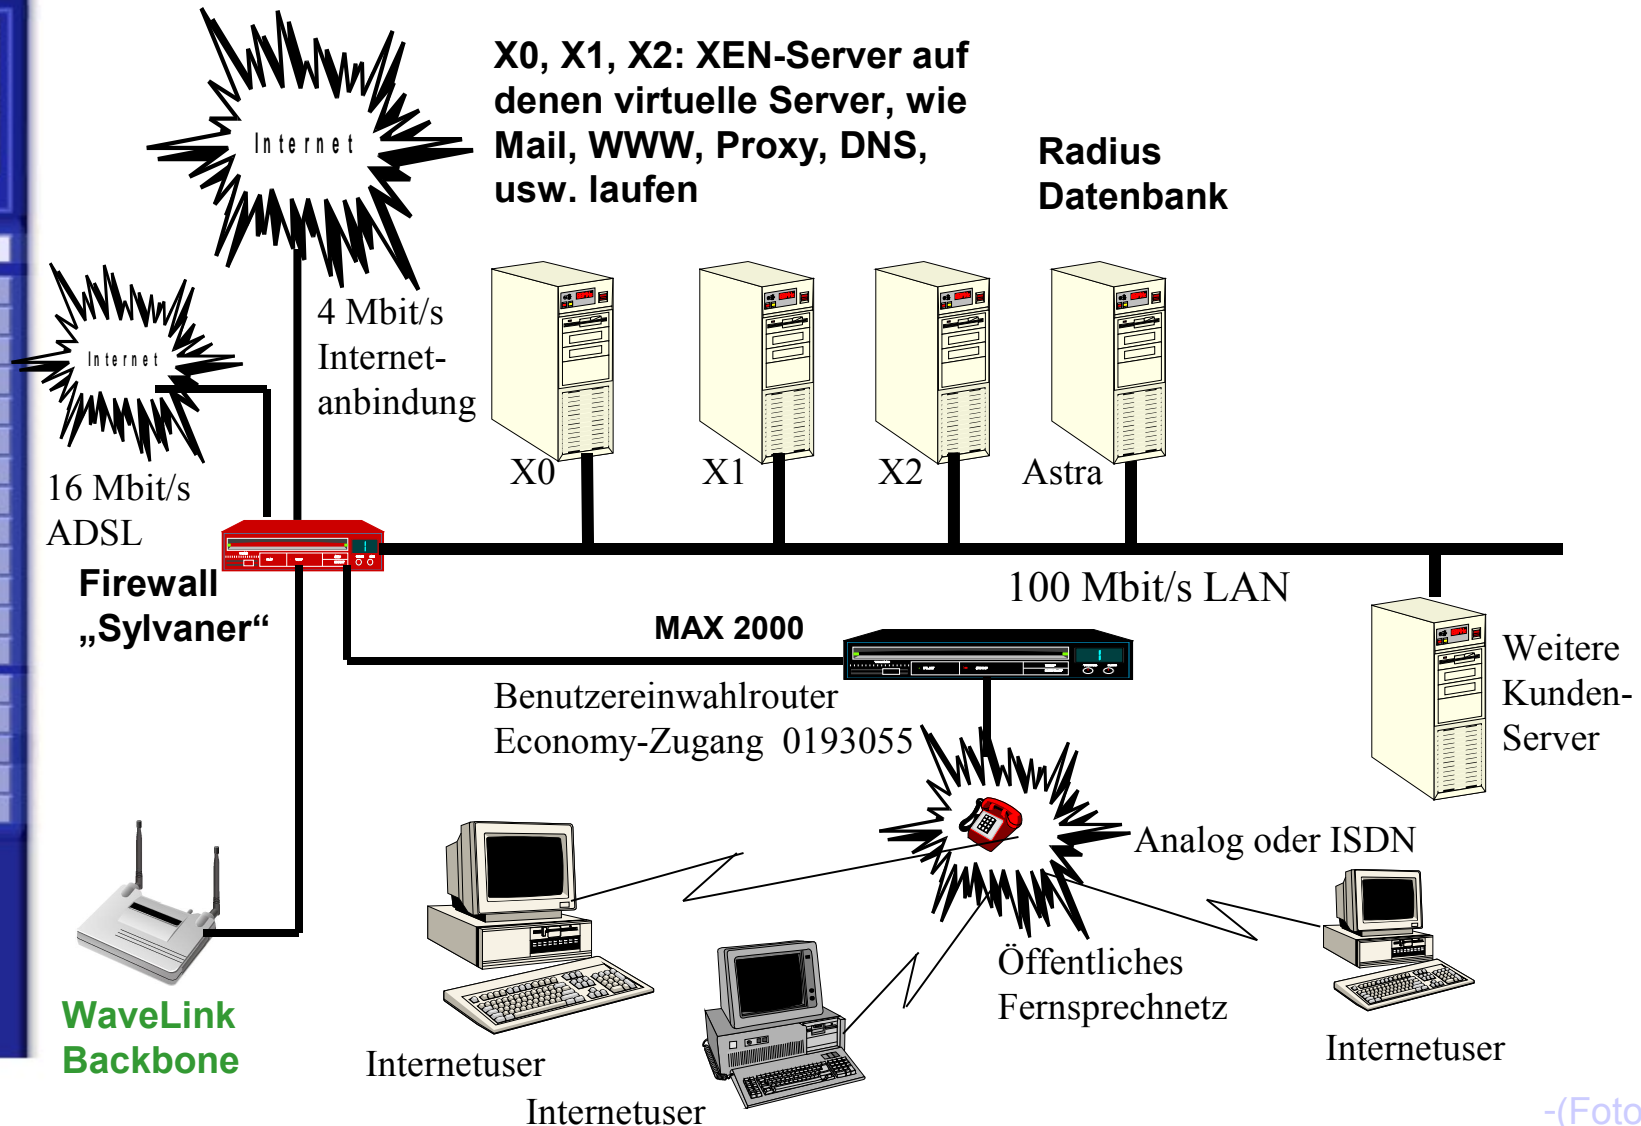 X0, X1, X2: XEN-Server auf
denen virtuelle Server, wie
Mail, WWW, Proxy, DNS,
usw. laufen
Radius
Datenbank
Internet
4 Mbit/s
Internet-
anbindung
Internet
16 Mbit/s
ADSL
X0
X1
X2
Astra
Firewall
„Sylvaner“
100 Mbit/s LAN
MAX 2000
Benutzereinwahlrouter
Economy-Zugang 0193055
Weitere
Kunden-
Server
Analog oder ISDN
Öffentliches
Fernsprechnetz
WaveLink
Backbone
Internetuser
Internetuser
Internetuser
-(Foto